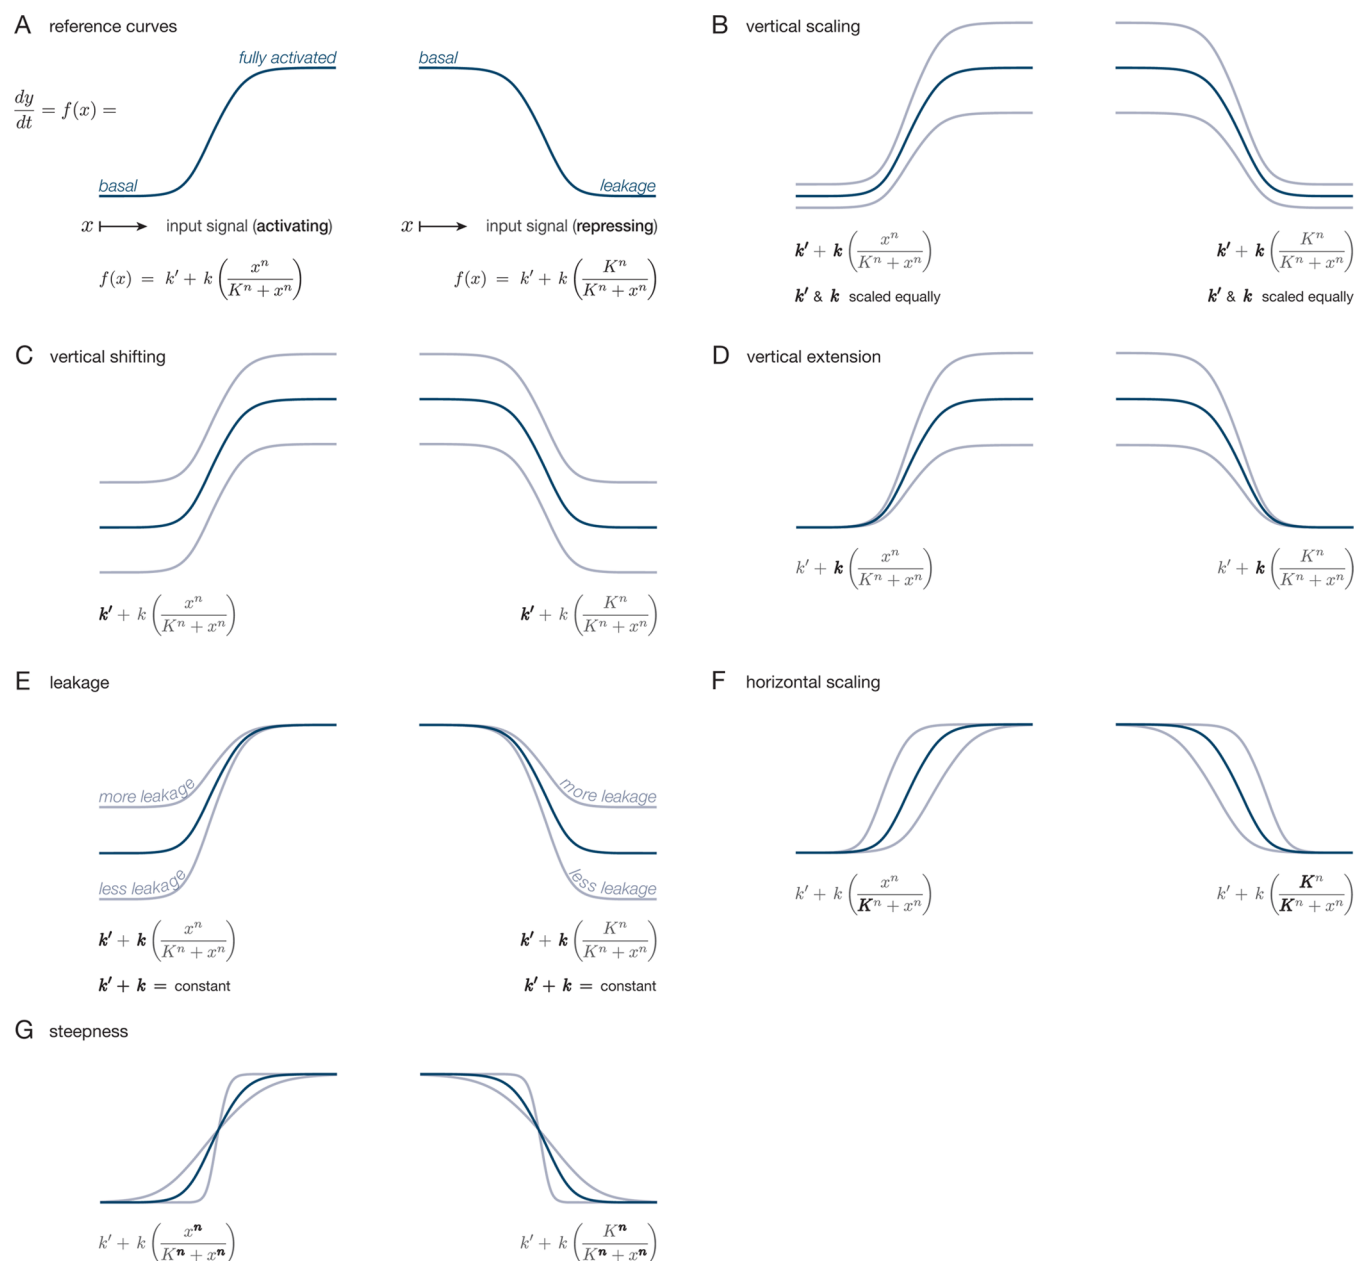 A reference curves
fully activated
basal
dy/dt = f(x) =
basal
leakage
x ↦ input signal (activating)
x ↦ input signal (repressing)
f(x) = k′ + k (xⁿ / (Kⁿ + xⁿ))
f(x) = k′ + k (Kⁿ / (Kⁿ + xⁿ))
B vertical scaling
k′ + k (xⁿ / (Kⁿ + xⁿ))
k′ + k (Kⁿ / (Kⁿ + xⁿ))
k′ & k scaled equally
k′ & k scaled equally
C vertical shifting
k′ + k (xⁿ / (Kⁿ + xⁿ))
k′ + k (Kⁿ / (Kⁿ + xⁿ))
D vertical extension
k′ + k (xⁿ / (Kⁿ + xⁿ))
k′ + k (Kⁿ / (Kⁿ + xⁿ))
E leakage
more leakage
more leakage
less leakage
less leakage
k′ + k (xⁿ / (Kⁿ + xⁿ))
k′ + k (Kⁿ / (Kⁿ + xⁿ))
k′ + k = constant
k′ + k = constant
F horizontal scaling
k′ + k (xⁿ / (Kⁿ + xⁿ))
k′ + k (Kⁿ / (Kⁿ + xⁿ))
G steepness
k′ + k (xⁿ / (Kⁿ + xⁿ))
k′ + k (Kⁿ / (Kⁿ + xⁿ))